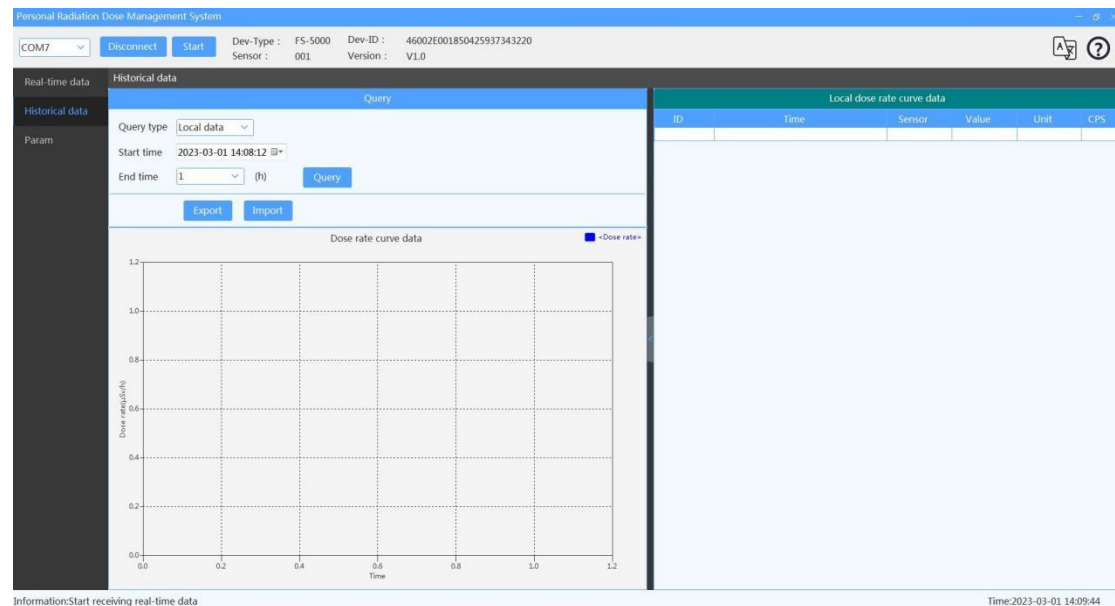 Personal Radiation Dose Management System
COM7 Disconnect Start Dev-Type : FS-5000 Dev-ID : 46002E001850425937343220
Sensor : 001 Version : V1.0
Real-time data
Historical data
Param
Historical data
Query
Query type Local data
Start time 2023-03-01 14:08:12
End time 1 (h) Query
Export Import
Dose rate curve data
<Dose rate>
1.2
1.0
0.8
0.6
0.4
0.2
0.0
Dose rate(μSv/h)
0.0 0.2 0.4 0.6 0.8 1.0 1.2
Time
Local dose rate curve data
ID Time Sensor Value Unit CPS
Information:Start receiving real-time data
Time:2023-03-01 14:09:44